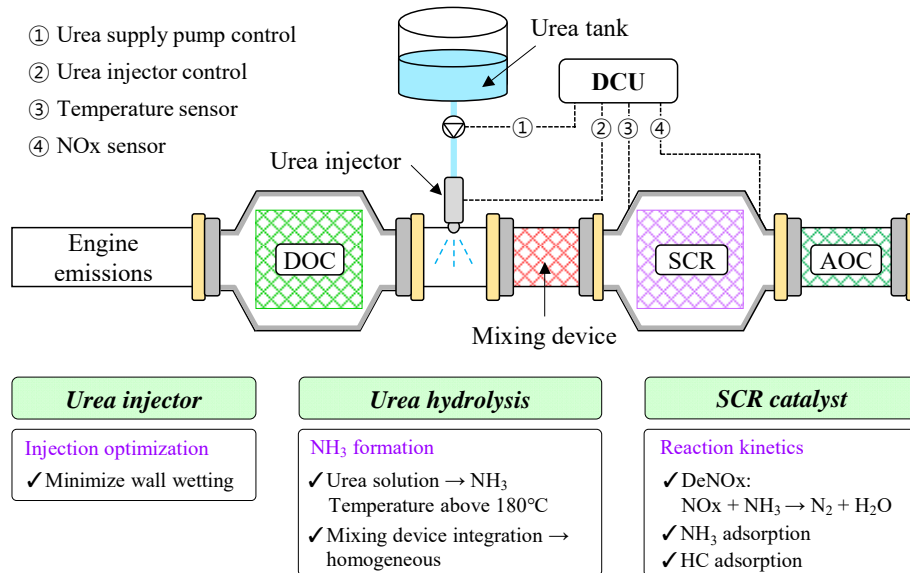 ① Urea supply pump control
② Urea injector control
③ Temperature sensor
④ NOx sensor
Urea tank
DCU
① ② ③ ④
Urea injector
Engine
emissions
DOC
SCR
AOC
Mixing device
Urea injector
Injection optimization
✓Minimize wall wetting
Urea hydrolysis
NH₃ formation
✓Urea solution → NH₃
Temperature above 180°C
✓Mixing device integration →
homogeneous
SCR catalyst
Reaction kinetics
✓DeNOx:
NOx + NH₃ → N₂ + H₂O
✓NH₃ adsorption
✓HC adsorption